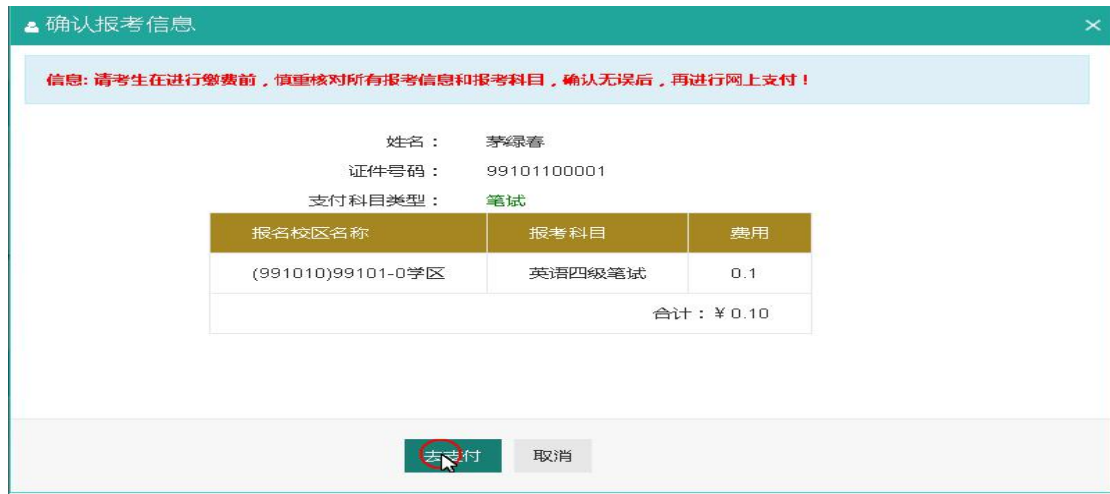 确认报考信息
信息: 请考生在进行缴费前，慎重核对所有报考信息和报考科目，确认无误后，再进行网上支付！
姓名： 茅绿春
证件号码： 99101100001
支付科目类型： 笔试
报名校区名称 报考科目 费用
(991010)99101-0学区 英语四级笔试 0.1
合计：¥ 0.10
去支付 取消